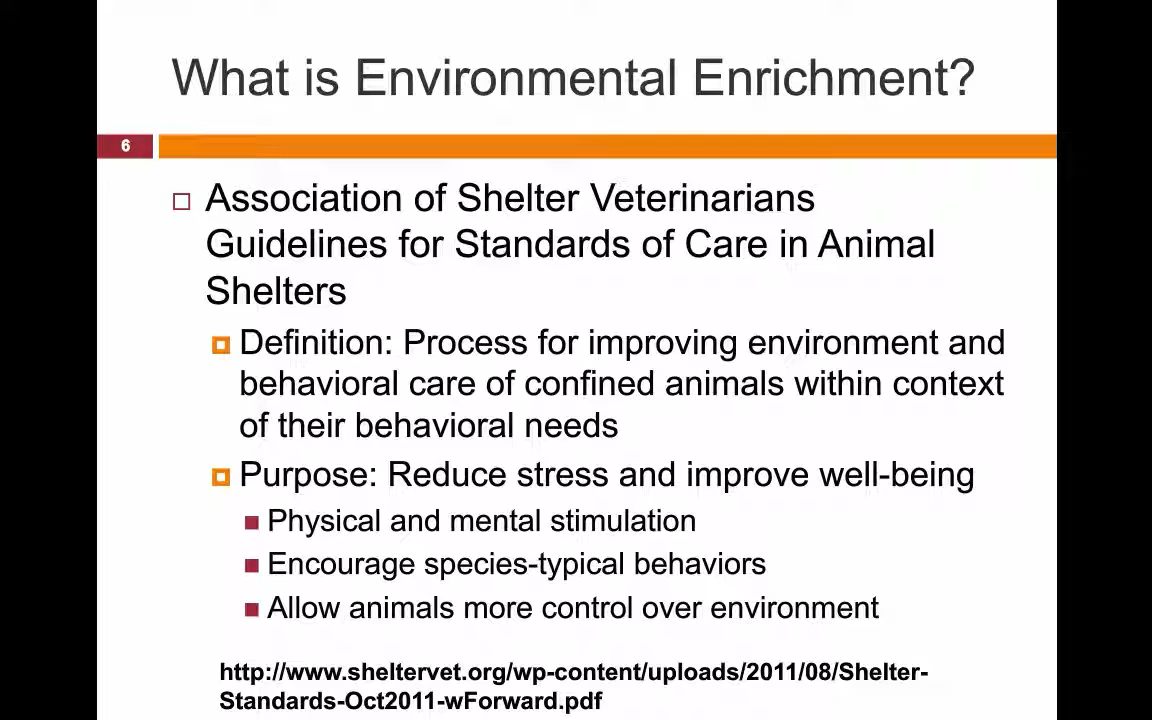 What is Environmental Enrichment?
6
Association of Shelter Veterinarians
Guidelines for Standards of Care in Animal
Shelters
Definition: Process for improving environment and
behavioral care of confined animals within context
of their behavioral needs
Purpose: Reduce stress and improve well-being
Physical and mental stimulation
Encourage species-typical behaviors
Allow animals more control over environment
http://www.sheltervet.org/wp-content/uploads/2011/08/Shelter-
Standards-Oct2011-wForward.pdf